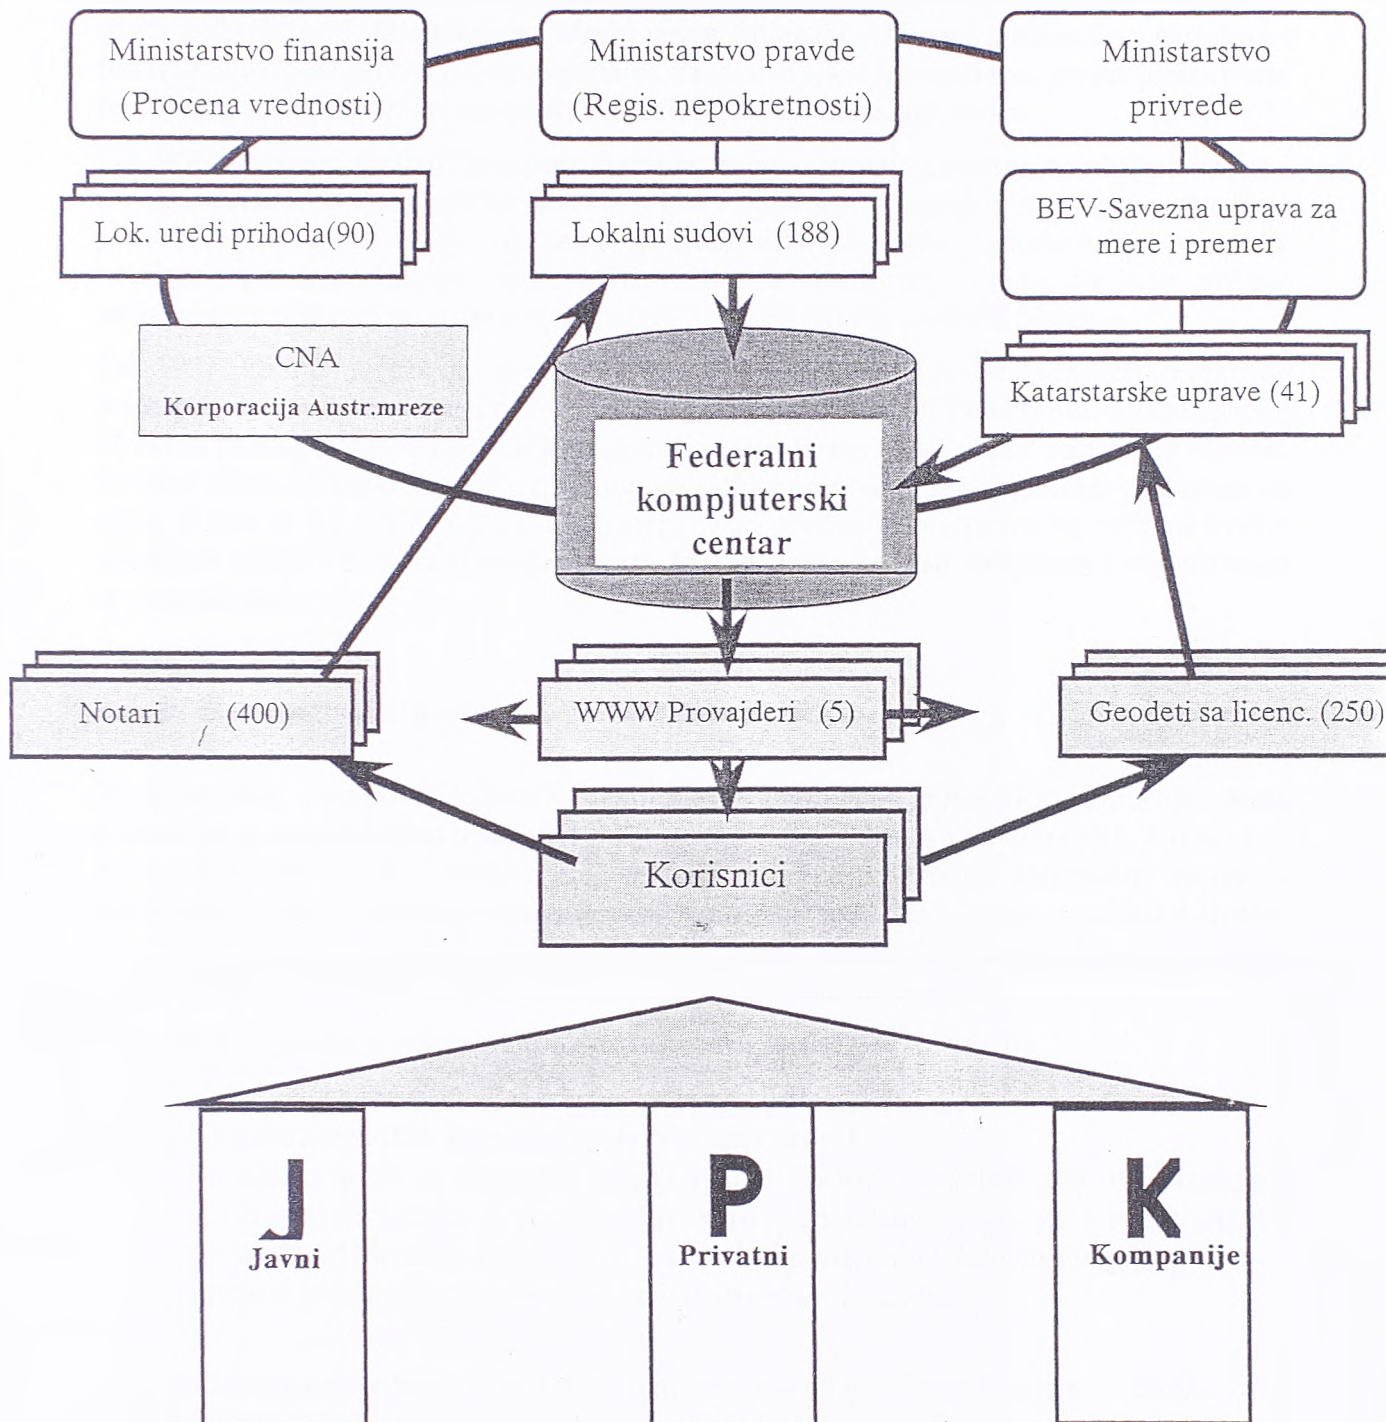 Ministarstvo finansija
(Procena vrednosti)
Ministarstvo pravde
(Regis. nepokretnosti)
Ministarstvo
privrede
Lok. uredi prihoda(90)
Lokalni sudovi (188)
BEV-Savezna uprava za
mere i premer
CNA
Korporacija Austr.mreze
Katarstarske uprave (41)
Federalni
kompjuterski
centar
Notari (400)
WWW Provajderi (5)
Geodeti sa licenc. (250)
Korisnici
J
Javni
P
Privatni
K
Kompanije